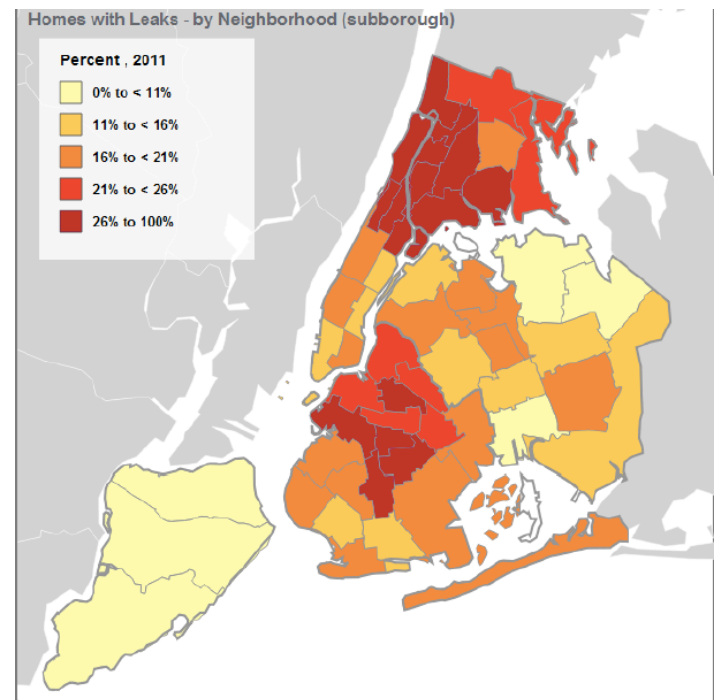 Homes with Leaks - by Neighborhood (subborough)
Percent , 2011
0% to < 11%
11% to < 16%
16% to < 21%
21% to < 26%
26% to 100%